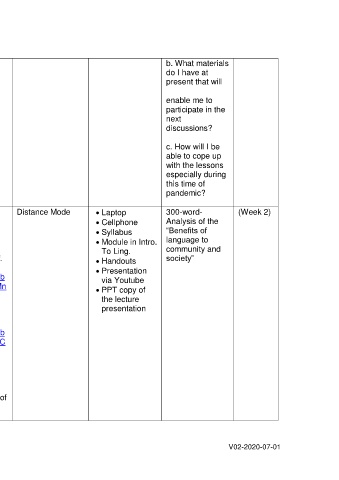 b. What materials
do I have at
present that will
enable me to
participate in the
next
discussions?
c. How will I be
able to cope up
with the lessons
especially during
this time of
pandemic?
Distance Mode
• Laptop
• Cellphone
• Syllabus
• Module in Intro.
To Ling.
• Handouts
• Presentation
via Youtube
• PPT copy of
the lecture
presentation
300-word-
Analysis of the
"Benefits of
language to
community and
society"
(Week 2)
of
V02-2020-07-01